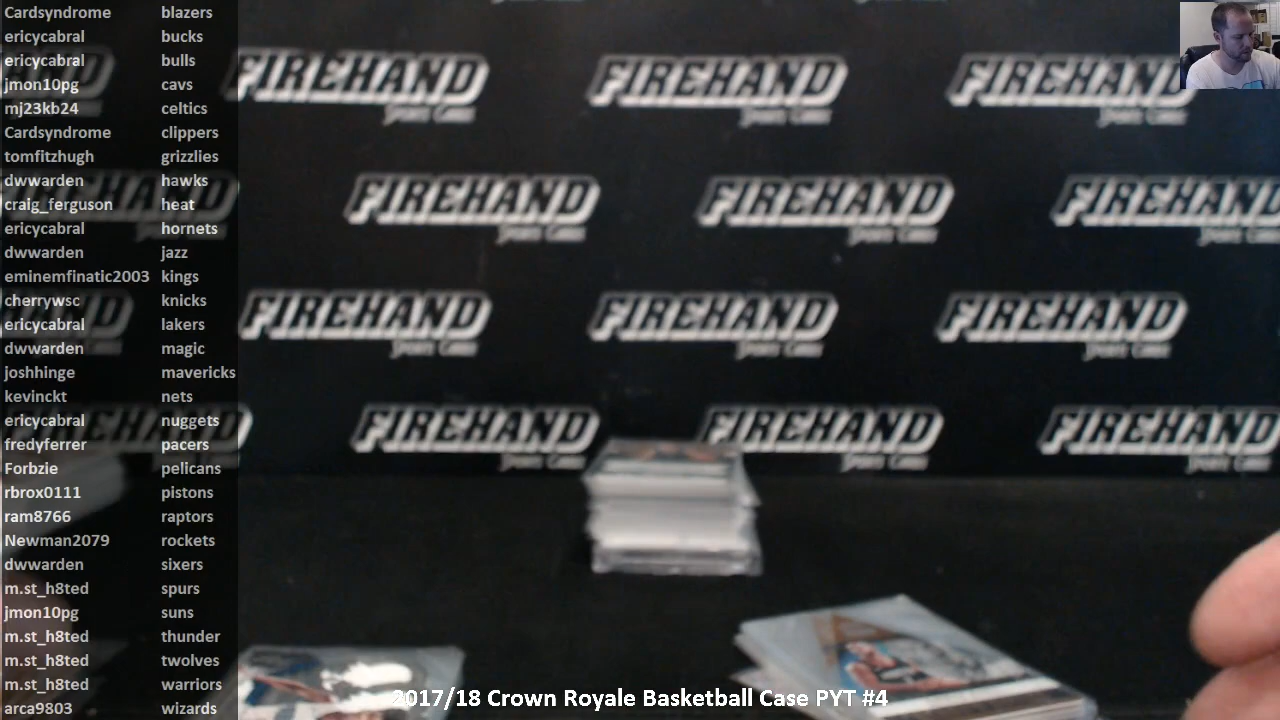 Cardsyndrome blazers
ericycabral bucks
ericycabral bulls
jmon10pg cavs
mj23kb24 celtics
Cardsyndrome clippers
tomfitzhugh grizzlies
dwwarden hawks
craig_ferguson heat
ericycabral hornets
dwwarden jazz
eminemfinatic2003 kings
cherrywsc knicks
ericycabral lakers
dwwarden magic
joshhinge mavericks
kevinckt nets
ericycabral nuggets
fredyferrer pacers
Forbzie pelicans
rbrox0111 pistons
ram8766 raptors
Newman2079 rockets
dwwarden sixers
m.st_h8ted spurs
jmon10pg suns
m.st_h8ted thunder
m.st_h8ted twolves
m.st_h8ted warriors
arca9803 wizards
FIREHAND FIREHAND FIREHAND
FIREHAND FIREHAND FIREHAND
FIREHAND FIREHAND FIREHAND
FIREHAND FIREHAND FIREHAND
2017/18 Crown Royale Basketball Case PYT #4